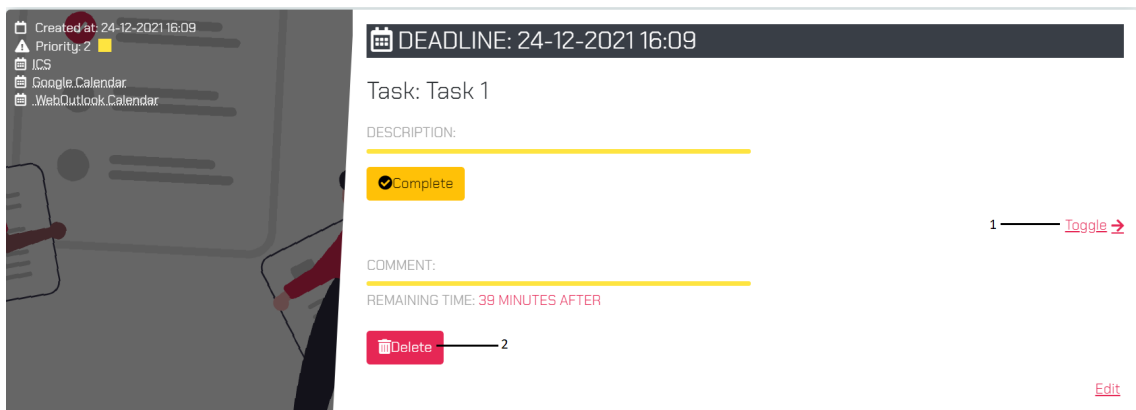 Created at: 24-12-2021 16:09
Priority: 2
ICS
Google Calendar
WebOutlook Calendar
DEADLINE: 24-12-2021 16:09
Task: Task 1
DESCRIPTION:
Complete
1 Toggle
COMMENT:
REMAINING TIME: 39 MINUTES AFTER
Delete 2
Edit